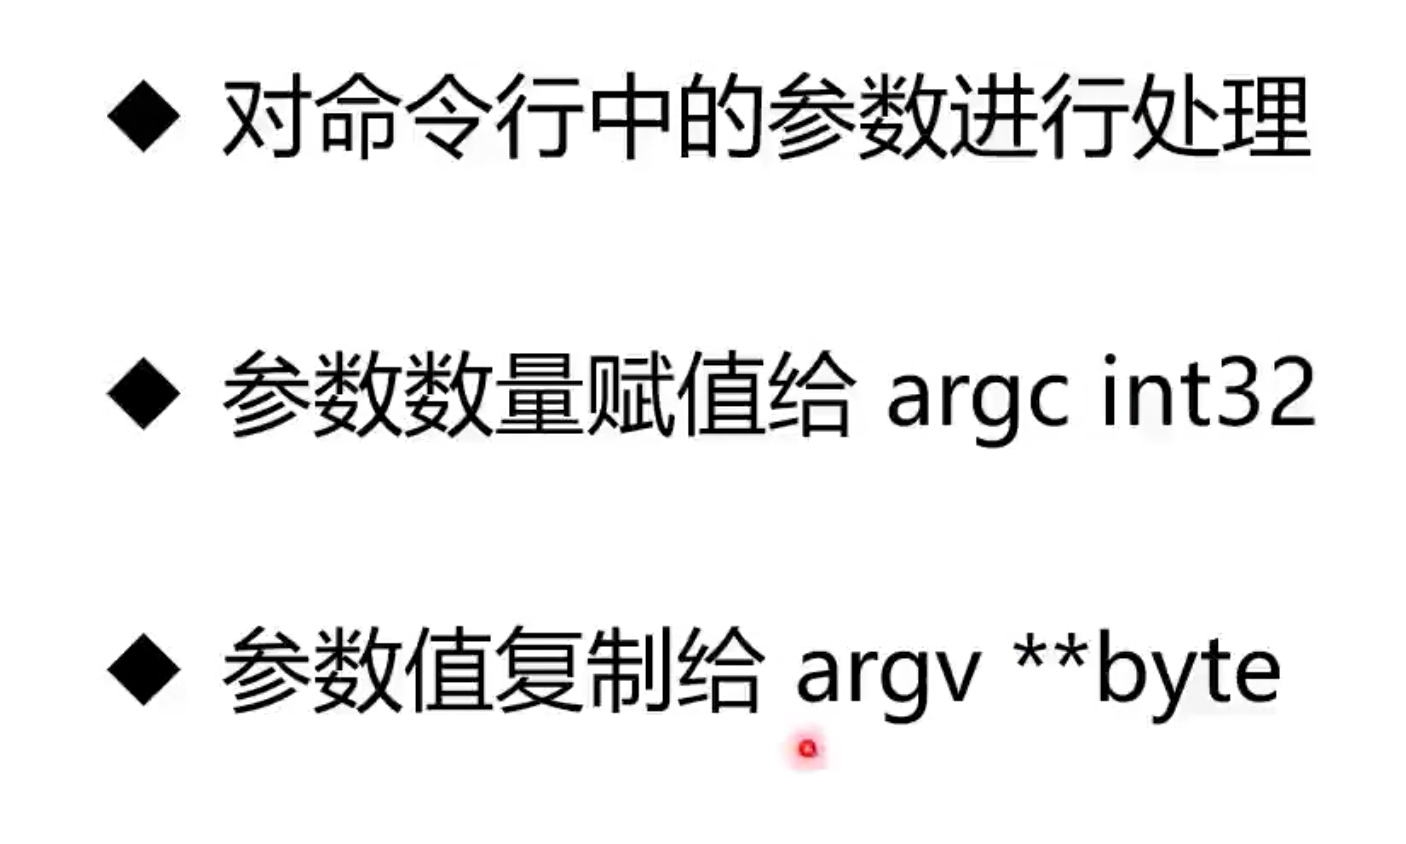 ◆ 对命令行中的参数进行处理
◆ 参数数量赋值给 argc int32
◆ 参数值复制给 argv **byte